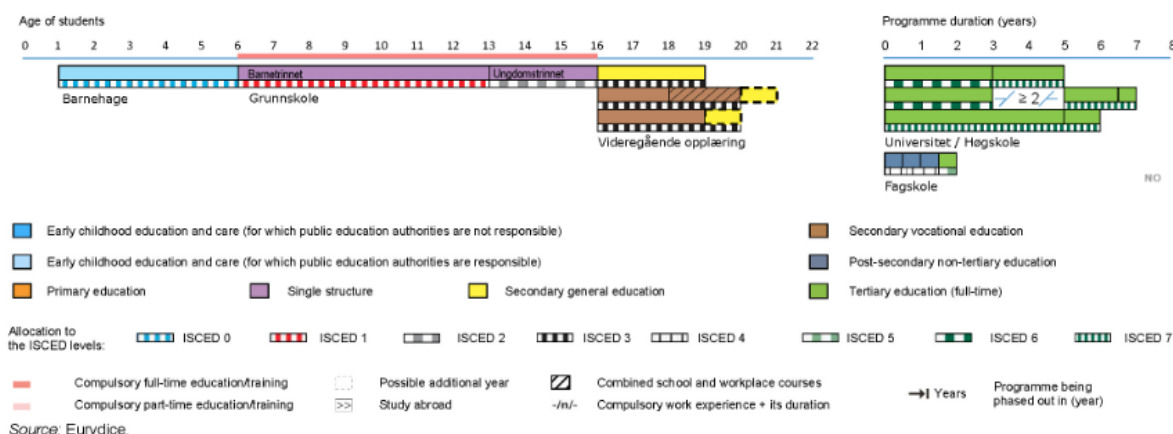 Age of students
Programme duration (years)
0 1 2 3 4 5 6 7 8 9 10 11 12 13 14 15 16 17 18 19 20 21 22
0 1 2 3 4 5 6 7 8
Barnetrinnet
Ungdomstrinnet
Barnehage
Grunnskole
-/- ≥ 2 -/-
Videregående opplæring
Universitet / Høgskole
Fagskole
NO
Early childhood education and care (for which public education authorities are not responsible)
Secondary vocational education
Early childhood education and care (for which public education authorities are responsible)
Post-secondary non-tertiary education
Primary education
Single structure
Secondary general education
Tertiary education (full-time)
Allocation to
the ISCED levels:
ISCED 0
ISCED 1
ISCED 2
ISCED 3
ISCED 4
ISCED 5
ISCED 6
ISCED 7
Compulsory full-time education/training
Possible additional year
Combined school and workplace courses
Years
Programme being
phased out in (year)
Compulsory part-time education/training
>> Study abroad
-/n/- Compulsory work experience + its duration
Source: Eurydice.